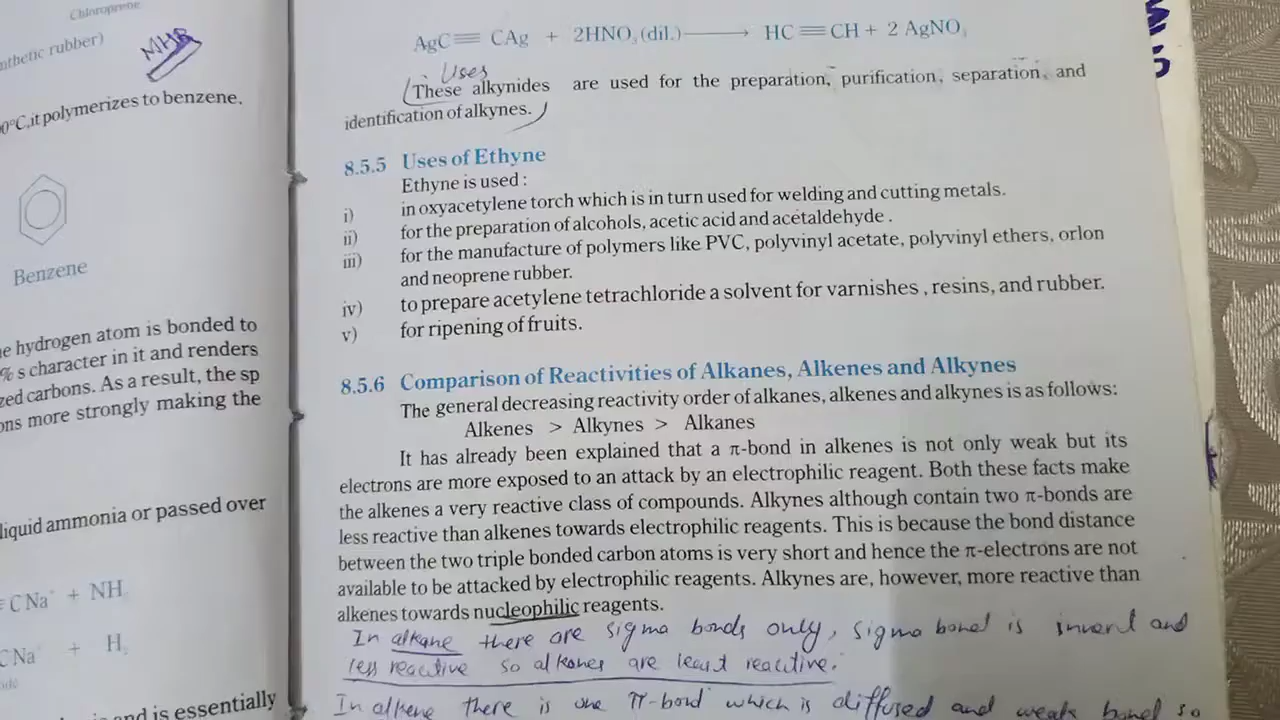 Chloroprene
nthetic rubber)
MHB
0°C,it polymerizes to benzene.
Benzene
e hydrogen atom is bonded to
% s character in it and renders
zed carbons. As a result, the sp
ons more strongly making the
liquid ammonia or passed over
≡CNa⁺ + NH₃
CNa⁺ + H₂
and is essentially
AgC≡CAg + 2HNO₃(dil.)⟶ HC≡CH + 2 AgNO₃
Uses
These alkynides are used for the preparation, purification, separation, and
identification of alkynes.
8.5.5 Uses of Ethyne
Ethyne is used :
i) in oxyacetylene torch which is in turn used for welding and cutting metals.
ii) for the preparation of alcohols, acetic acid and acetaldehyde .
iii) for the manufacture of polymers like PVC, polyvinyl acetate, polyvinyl ethers, orlon
and neoprene rubber.
iv) to prepare acetylene tetrachloride a solvent for varnishes , resins, and rubber.
v) for ripening of fruits.
8.5.6 Comparison of Reactivities of Alkanes, Alkenes and Alkynes
The general decreasing reactivity order of alkanes, alkenes and alkynes is as follows:
Alkenes > Alkynes > Alkanes
It has already been explained that a π-bond in alkenes is not only weak but its
electrons are more exposed to an attack by an electrophilic reagent. Both these facts make
the alkenes a very reactive class of compounds. Alkynes although contain two π-bonds are
less reactive than alkenes towards electrophilic reagents. This is because the bond distance
between the two triple bonded carbon atoms is very short and hence the π-electrons are not
available to be attacked by electrophilic reagents. Alkynes are, however, more reactive than
alkenes towards nucleophilic reagents.
In alkane there are sigma bonds only, sigma bond is invent and
less reactive so alkanes are least reactive.
In alkene there is one π-bond which is diffused and weak bond so